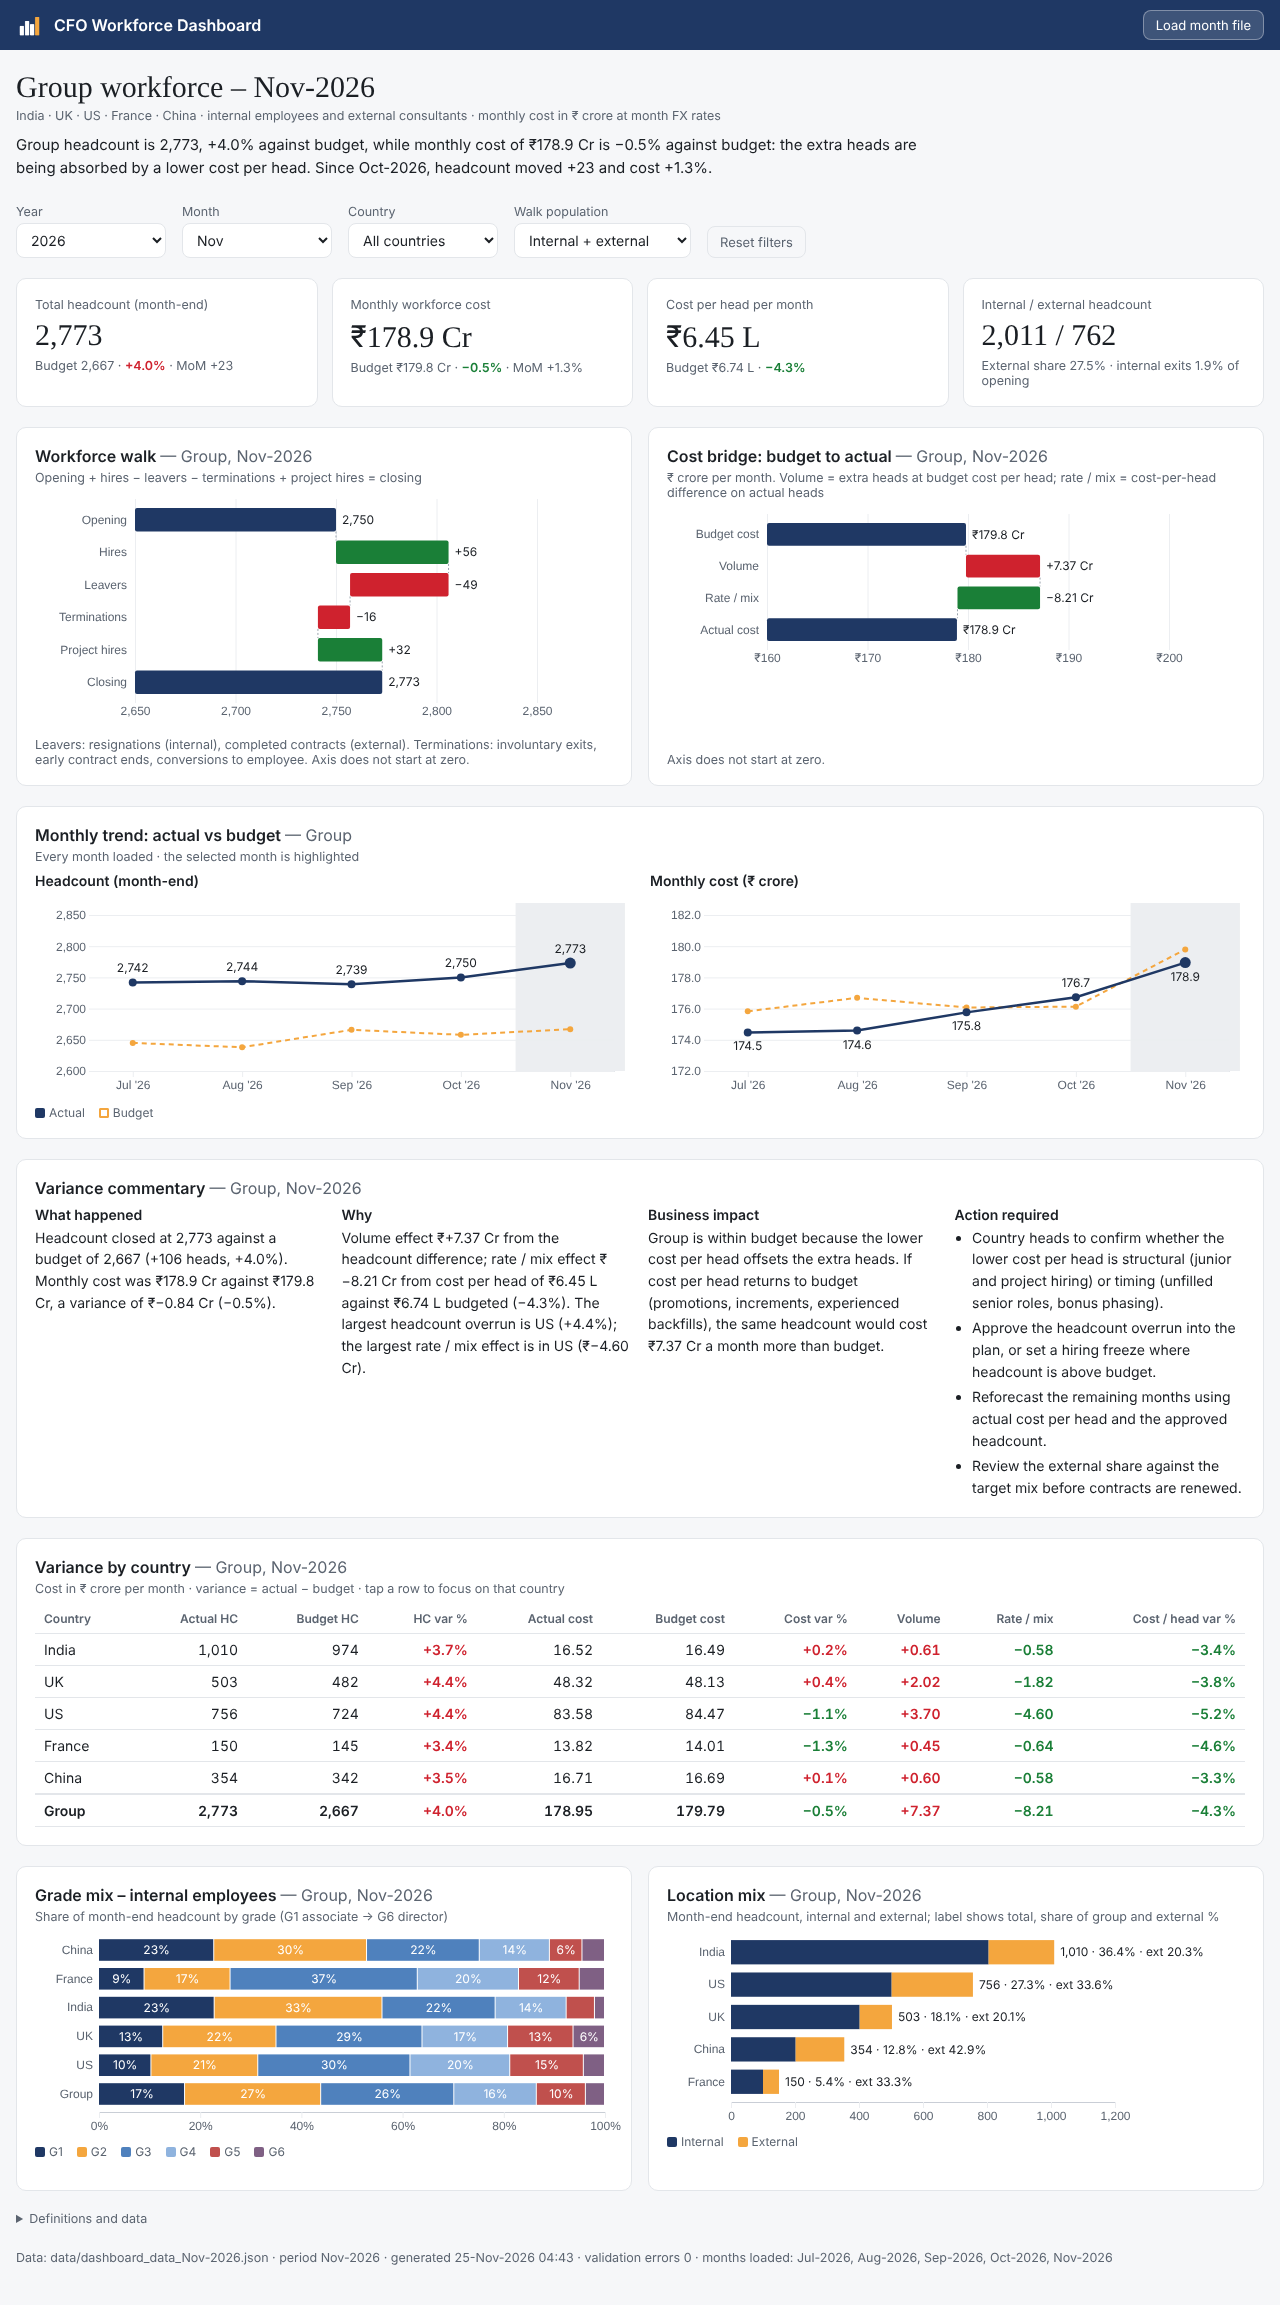 CFO Workforce Dashboard
Load month file
Group workforce – Nov-2026
India · UK · US · France · China · internal employees and external consultants · monthly cost in ₹ crore at month FX rates
Group headcount is 2,773, +4.0% against budget, while monthly cost of ₹178.9 Cr is −0.5% against budget: the extra heads are
being absorbed by a lower cost per head. Since Oct-2026, headcount moved +23 and cost +1.3%.
Year
Month
Country
Walk population
2026
Nov
All countries
Internal + external
Reset filters
Total headcount (month-end)
2,773
Budget 2,667 · +4.0% · MoM +23
Monthly workforce cost
₹178.9 Cr
Budget ₹179.8 Cr · −0.5% · MoM +1.3%
Cost per head per month
₹6.45 L
Budget ₹6.74 L · −4.3%
Internal / external headcount
2,011 / 762
External share 27.5% · internal exits 1.9% of
opening
Workforce walk — Group, Nov-2026
Opening + hires − leavers − terminations + project hires = closing
Opening
2,750
Hires
+56
Leavers
−49
Terminations
−16
Project hires
+32
Closing
2,773
2,650
2,700
2,750
2,800
2,850
Leavers: resignations (internal), completed contracts (external). Terminations: involuntary exits,
early contract ends, conversions to employee. Axis does not start at zero.
Cost bridge: budget to actual — Group, Nov-2026
₹ crore per month. Volume = extra heads at budget cost per head; rate / mix = cost-per-head
difference on actual heads
Budget cost
₹179.8 Cr
Volume
+7.37 Cr
Rate / mix
−8.21 Cr
Actual cost
₹178.9 Cr
₹160
₹170
₹180
₹190
₹200
Axis does not start at zero.
Monthly trend: actual vs budget — Group
Every month loaded · the selected month is highlighted
Headcount (month-end)
2,850
2,800
2,750
2,700
2,650
2,600
2,742
2,744
2,739
2,750
2,773
Jul '26
Aug '26
Sep '26
Oct '26
Nov '26
Actual
Budget
Monthly cost (₹ crore)
182.0
180.0
178.0
176.0
174.0
172.0
174.5
174.6
175.8
176.7
178.9
Jul '26
Aug '26
Sep '26
Oct '26
Nov '26
Variance commentary — Group, Nov-2026
What happened
Headcount closed at 2,773 against a
budget of 2,667 (+106 heads, +4.0%).
Monthly cost was ₹178.9 Cr against ₹179.8
Cr, a variance of ₹−0.84 Cr (−0.5%).
Why
Volume effect ₹+7.37 Cr from the
headcount difference; rate / mix effect ₹
−8.21 Cr from cost per head of ₹6.45 L
against ₹6.74 L budgeted (−4.3%). The
largest headcount overrun is US (+4.4%);
the largest rate / mix effect is in US (₹−4.60
Cr).
Business impact
Group is within budget because the lower
cost per head offsets the extra heads. If
cost per head returns to budget
(promotions, increments, experienced
backfills), the same headcount would cost
₹7.37 Cr a month more than budget.
Action required
• Country heads to confirm whether the
lower cost per head is structural (junior
and project hiring) or timing (unfilled
senior roles, bonus phasing).
• Approve the headcount overrun into the
plan, or set a hiring freeze where
headcount is above budget.
• Reforecast the remaining months using
actual cost per head and the approved
headcount.
• Review the external share against the
target mix before contracts are renewed.
Variance by country — Group, Nov-2026
Cost in ₹ crore per month · variance = actual − budget · tap a row to focus on that country
Country Actual HC Budget HC HC var % Actual cost Budget cost Cost var % Volume Rate / mix Cost / head var %
India 1,010 974 +3.7% 16.52 16.49 +0.2% +0.61 −0.58 −3.4%
UK 503 482 +4.4% 48.32 48.13 +0.4% +2.02 −1.82 −3.8%
US 756 724 +4.4% 83.58 84.47 −1.1% +3.70 −4.60 −5.2%
France 150 145 +3.4% 13.82 14.01 −1.3% +0.45 −0.64 −4.6%
China 354 342 +3.5% 16.71 16.69 +0.1% +0.60 −0.58 −3.3%
Group 2,773 2,667 +4.0% 178.95 179.79 −0.5% +7.37 −8.21 −4.3%
Grade mix – internal employees — Group, Nov-2026
Share of month-end headcount by grade (G1 associate → G6 director)
China 23% 30% 22% 14% 6%
France 9% 17% 37% 20% 12%
India 23% 33% 22% 14%
UK 13% 22% 29% 17% 13% 6%
US 10% 21% 30% 20% 15%
Group 17% 27% 26% 16% 10%
0% 20% 40% 60% 80% 100%
G1 G2 G3 G4 G5 G6
Location mix — Group, Nov-2026
Month-end headcount, internal and external; label shows total, share of group and external %
India 1,010 · 36.4% · ext 20.3%
US 756 · 27.3% · ext 33.6%
UK 503 · 18.1% · ext 20.1%
China 354 · 12.8% · ext 42.9%
France 150 · 5.4% · ext 33.3%
0 200 400 600 800 1,000 1,200
Internal External
▶ Definitions and data
Data: data/dashboard_data_Nov-2026.json · period Nov-2026 · generated 25-Nov-2026 04:43 · validation errors 0 · months loaded: Jul-2026, Aug-2026, Sep-2026, Oct-2026, Nov-2026